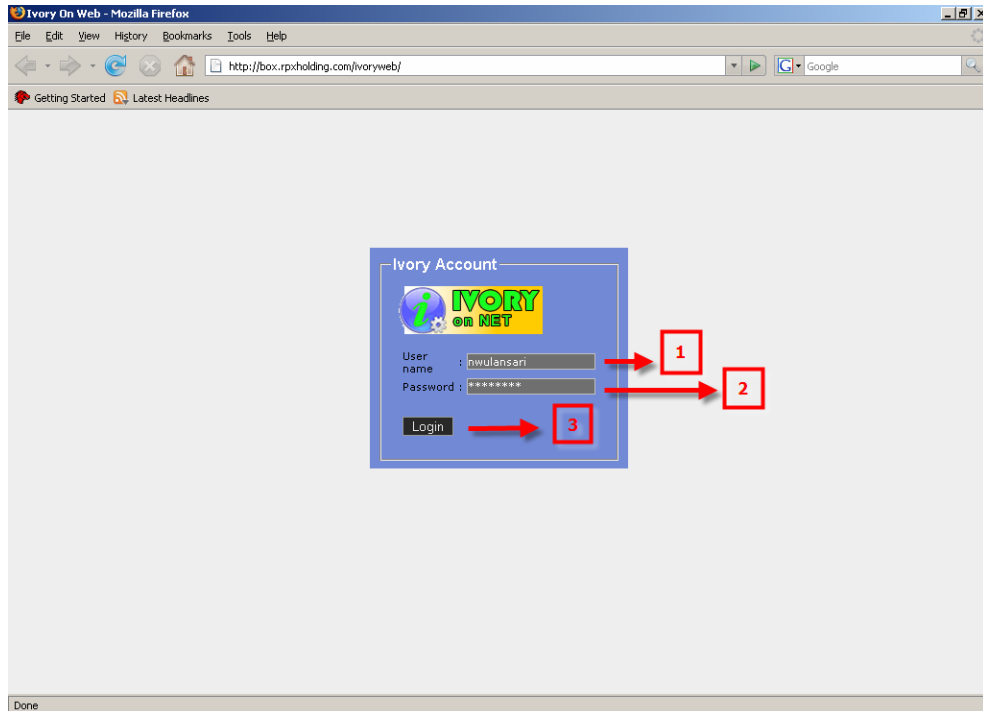 Ivory On Web - Mozilla Firefox
File Edit View History Bookmarks Tools Help
http://box.rpxholding.com/ivoryweb/
G Google
Getting Started Latest Headlines
Ivory Account
i IVORY
on NET
User name : nwulansari
1
Password : ********
2
Login
3
Done